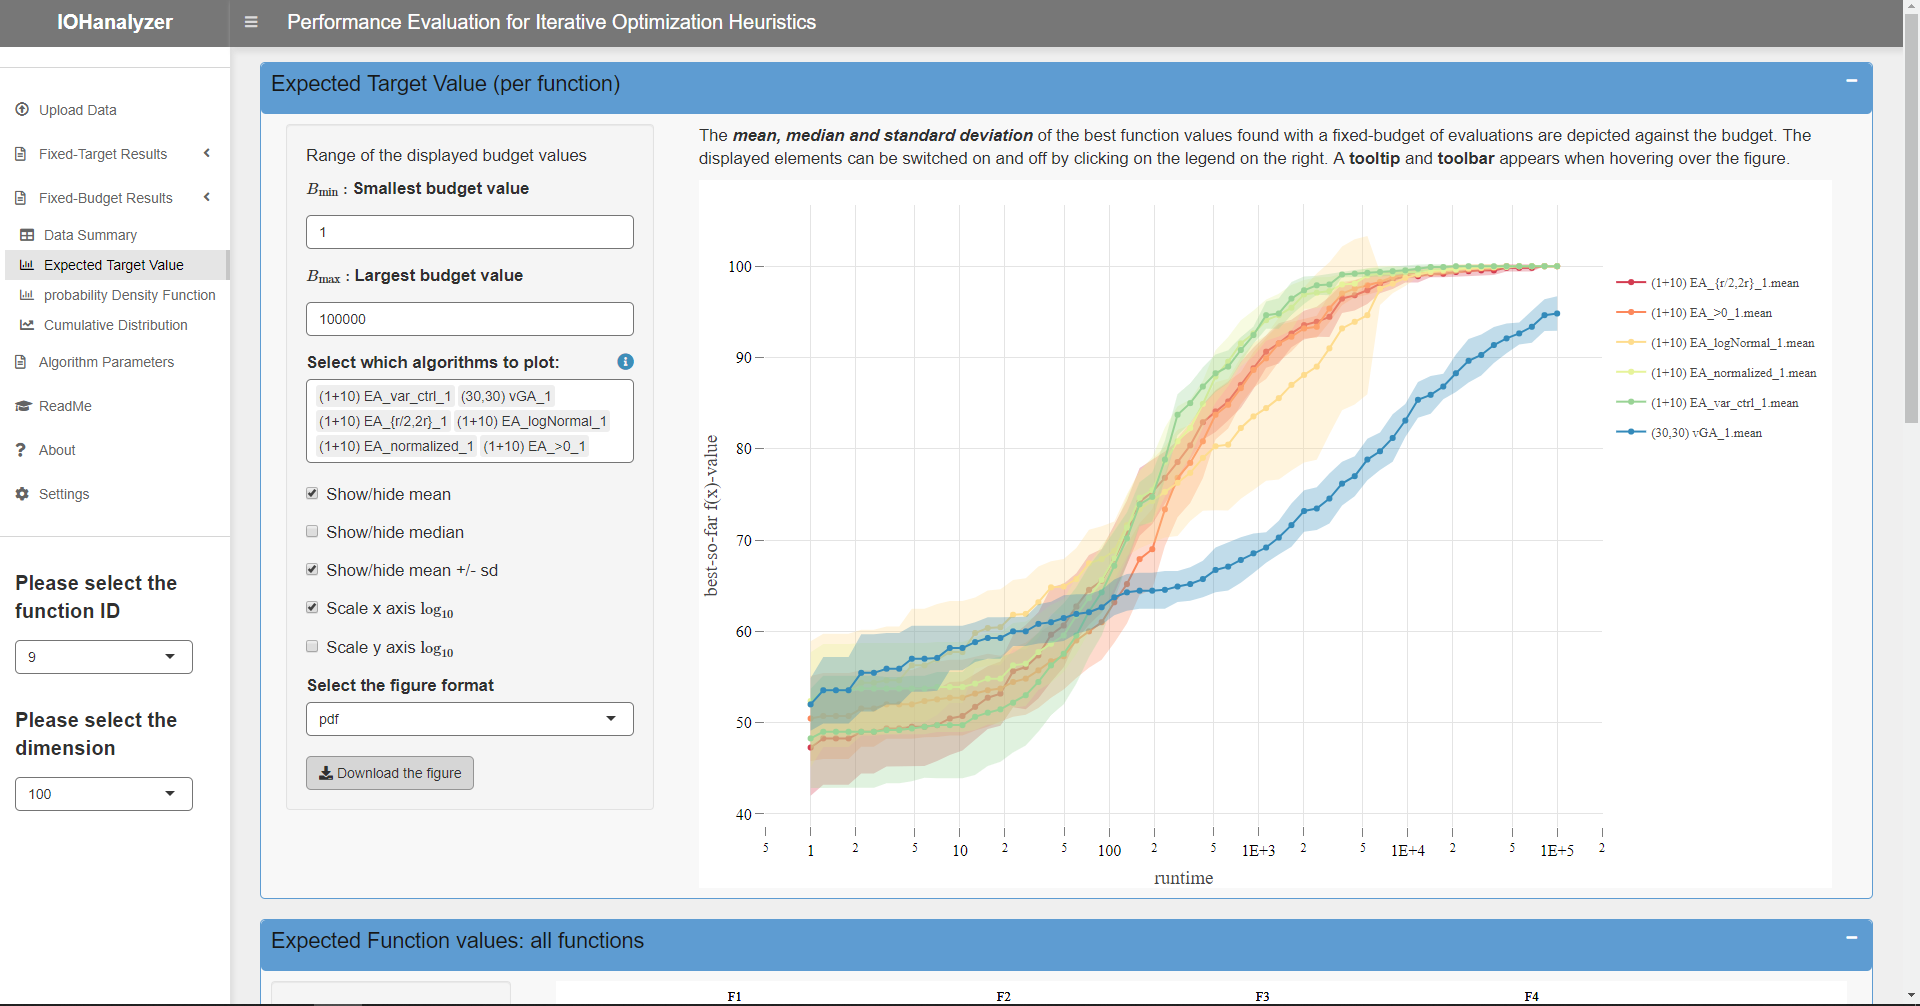 IOHanalyzer
Performance Evaluation for Iterative Optimization Heuristics
Upload Data
Fixed-Target Results
Fixed-Budget Results
Data Summary
Expected Target Value
probability Density Function
Cumulative Distribution
Algorithm Parameters
ReadMe
About
Settings
Please select the
function ID
9
Please select the
dimension
100
Expected Target Value (per function)
Range of the displayed budget values
Bmin : Smallest budget value
1
Bmax : Largest budget value
100000
Select which algorithms to plot:
(1+10) EA_var_ctrl_1 (30,30) vGA_1
(1+10) EA_{r/2,2r}_1 (1+10) EA_logNormal_1
(1+10) EA_normalized_1 (1+10) EA_>0_1
Show/hide mean
Show/hide median
Show/hide mean +/- sd
Scale x axis log10
Scale y axis log10
Select the figure format
pdf
Download the figure
The mean, median and standard deviation of the best function values found with a fixed-budget of evaluations are depicted against the budget. The
displayed elements can be switched on and off by clicking on the legend on the right. A tooltip and toolbar appears when hovering over the figure.
best-so-far f(x)-value
100
90
80
70
60
50
40
5 1 2 5 10 2 5 100 2 5 1E+3 2 5 1E+4 2 5 1E+5 2
runtime
(1+10) EA_{r/2,2r}_1.mean
(1+10) EA_>0_1.mean
(1+10) EA_logNormal_1.mean
(1+10) EA_normalized_1.mean
(1+10) EA_var_ctrl_1.mean
(30,30) vGA_1.mean
Expected Function values: all functions
F1 F2 F3 F4